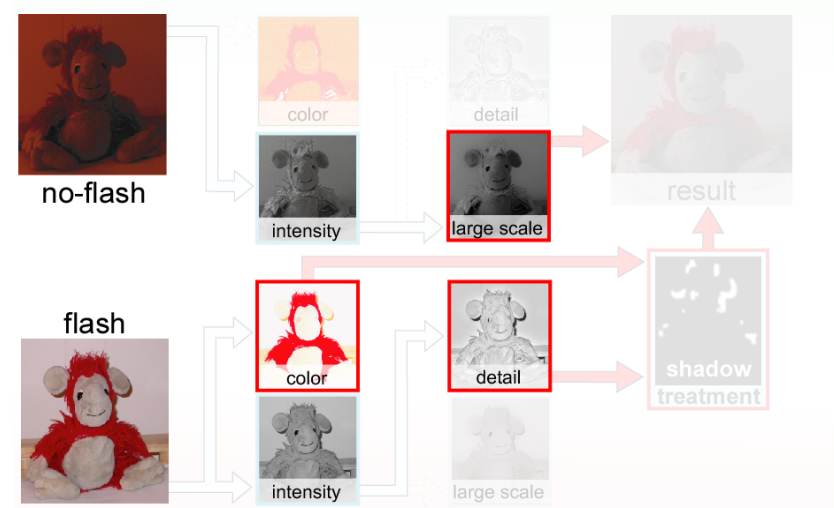 color
detail
no-flash
intensity
large scale
result
flash
color
detail
shadow
treatment
intensity
large scale